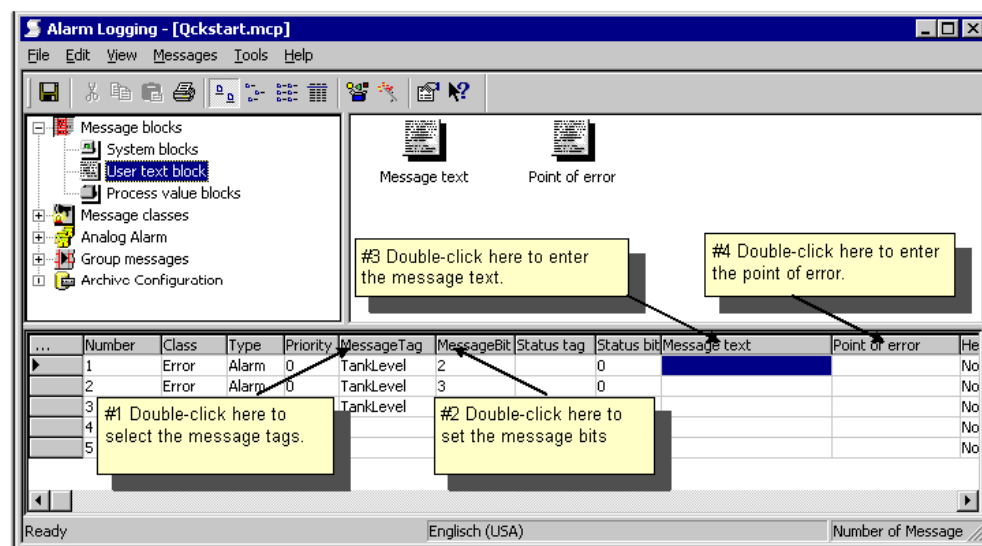 Alarm Logging - [Qckstart.mcp]
File Edit View Messages Tools Help
Message blocks
System blocks
User text block
Process value blocks
Message classes
Analog Alarm
Group messages
Archive Configuration
Message text
Point of error
#3 Double-click here to enter
the message text.
#4 Double-click here to enter
the point of error.
... Number Class Type Priority MessageTag MessageBit Status tag Status bit Message text Point of error He
1 Error Alarm 0 TankLevel 2 0 No
2 Error Alarm 0 TankLevel 3 0 No
3 TankLevel No
4 No
5 No
#1 Double-click here to
select the message tags.
#2 Double-click here to
set the message bits
Ready Englisch (USA) Number of Message